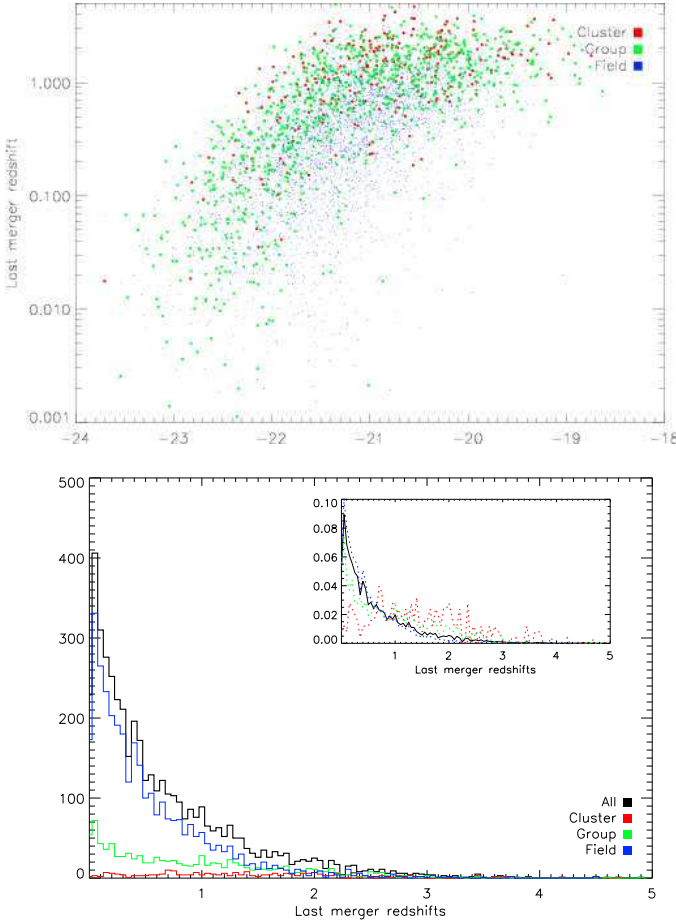 Cluster
Group
Field
Last merger redshift
1.000
0.100
0.010
0.001
-24 -23 -22 -21 -20 -19 -18
500
400
300
200
100
0
0.10
0.08
0.06
0.04
0.02
0.00
1 2 3 4 5
Last merger redshifts
All
Cluster
Group
Field
1 2 3 4 5
Last merger redshifts